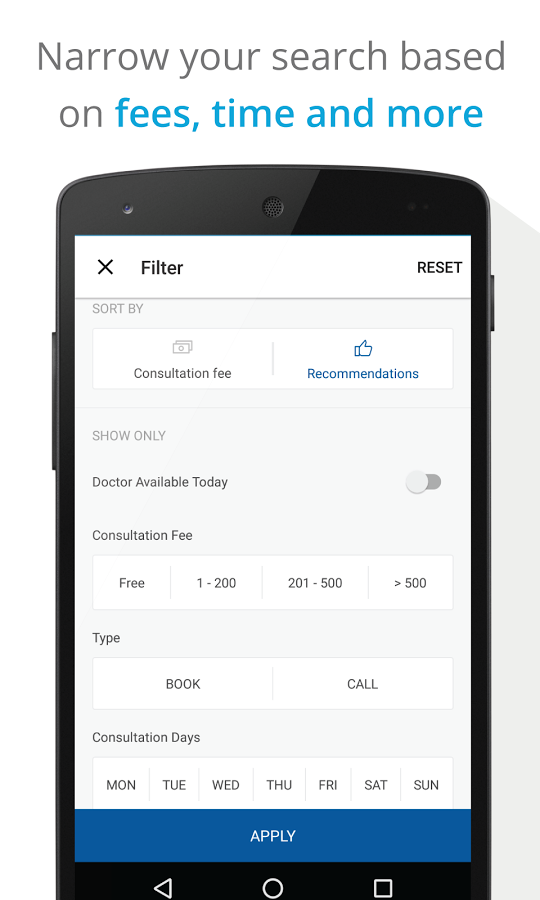 Narrow your search based
on fees, time and more
Filter
RESET
SORT BY
Consultation fee
Recommendations
SHOW ONLY
Doctor Available Today
Consultation Fee
Free
1 - 200
201 - 500
> 500
Type
BOOK
CALL
Consultation Days
MON
TUE
WED
THU
FRI
SAT
SUN
APPLY